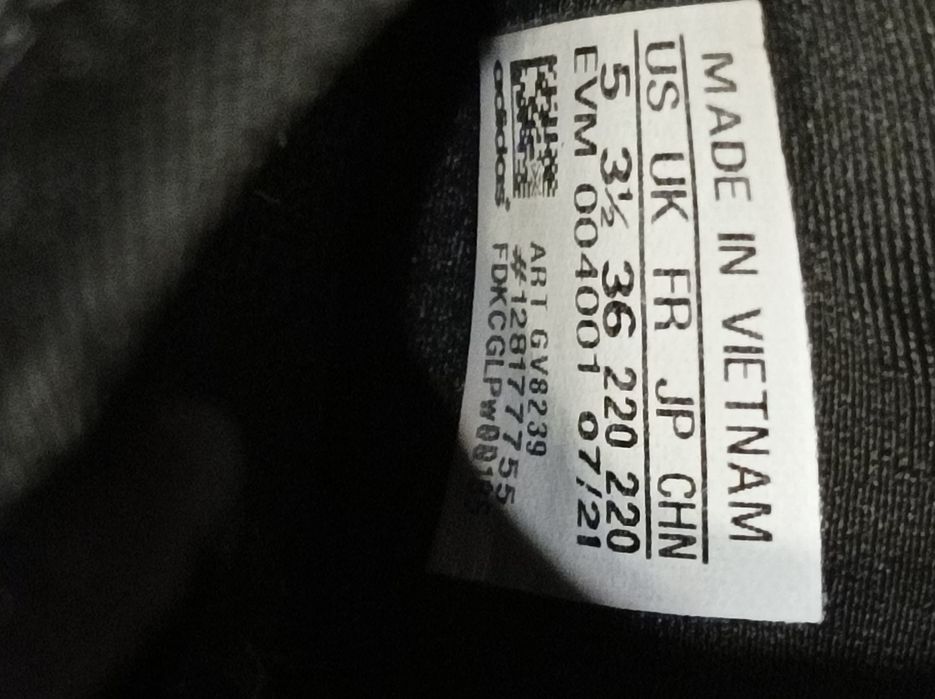 MADE IN VIETNAM
US UK FR JP CHN
5 3½ 36 220 220
EVM 004001 07/21
ART GV8239
#128177755
adidas